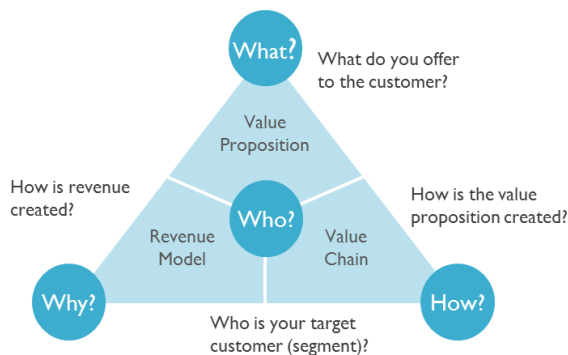 What?
What do you offer
to the customer?
Value
Proposition
How is revenue
created?
How is the value
proposition created?
Who?
Revenue
Model
Value
Chain
Why?
How?
Who is your target
customer (segment)?